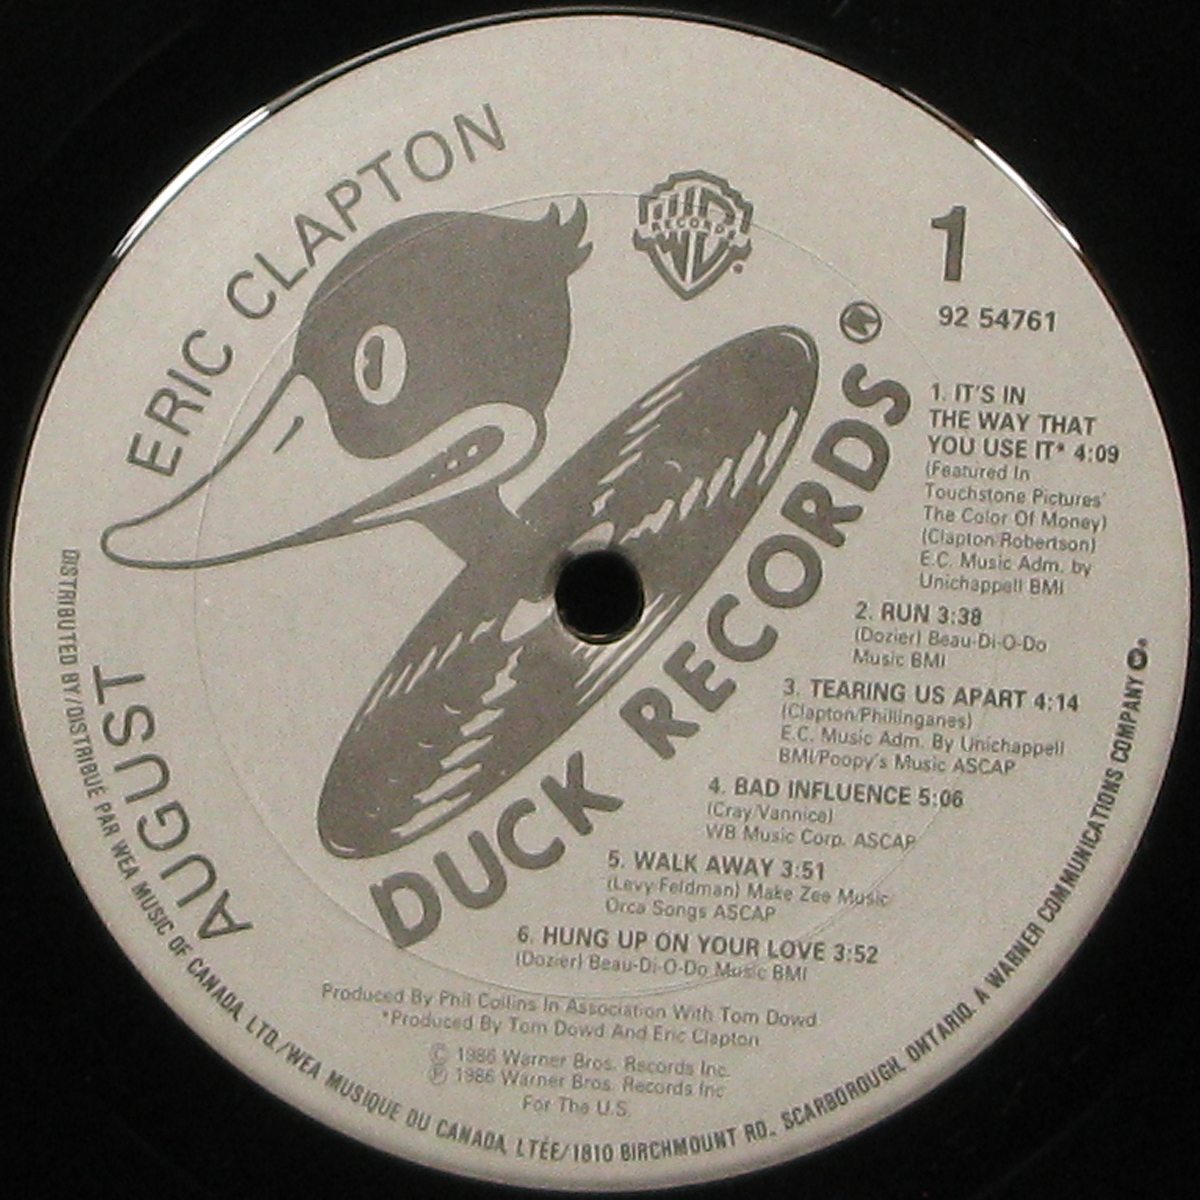 ERIC CLAPTON
AUGUST
WB
RECORDS
1
92 54761
DUCK RECORDS
1. IT'S IN
THE WAY THAT
YOU USE IT* 4:09
(Featured In
Touchstone Pictures'
The Color Of Money)
(Clapton/Robertson)
E.C. Music Adm. by
Unichappell BMI
2. RUN 3:38
(Dozier) Beau-Di-O-Do
Music BMI
3. TEARING US APART 4:14
(Clapton/Phillinganes)
E.C. Music Adm. By Unichappell
BMI/Poopy's Music ASCAP
4. BAD INFLUENCE 5:06
(Cray/Vannice)
WB Music Corp. ASCAP
5. WALK AWAY 3:51
(Levy/Feldman) Make Zee Music
Orca Songs ASCAP
6. HUNG UP ON YOUR LOVE 3:52
(Dozier) Beau-Di-O-Do Music BMI
Produced By Phil Collins In Association With Tom Dowd
*Produced By Tom Dowd And Eric Clapton
© 1986 Warner Bros. Records Inc.
℗ 1986 Warner Bros. Records Inc
For The U.S.
DISTRIBUTED BY/DISTRIBUÉ PAR WEA MUSIC OF CANADA, LTD./WEA MUSIQUE DU CANADA, LTÉE/1810 BIRCHMOUNT RD., SCARBOROUGH, ONTARIO. A WARNER COMMUNICATIONS COMPANY